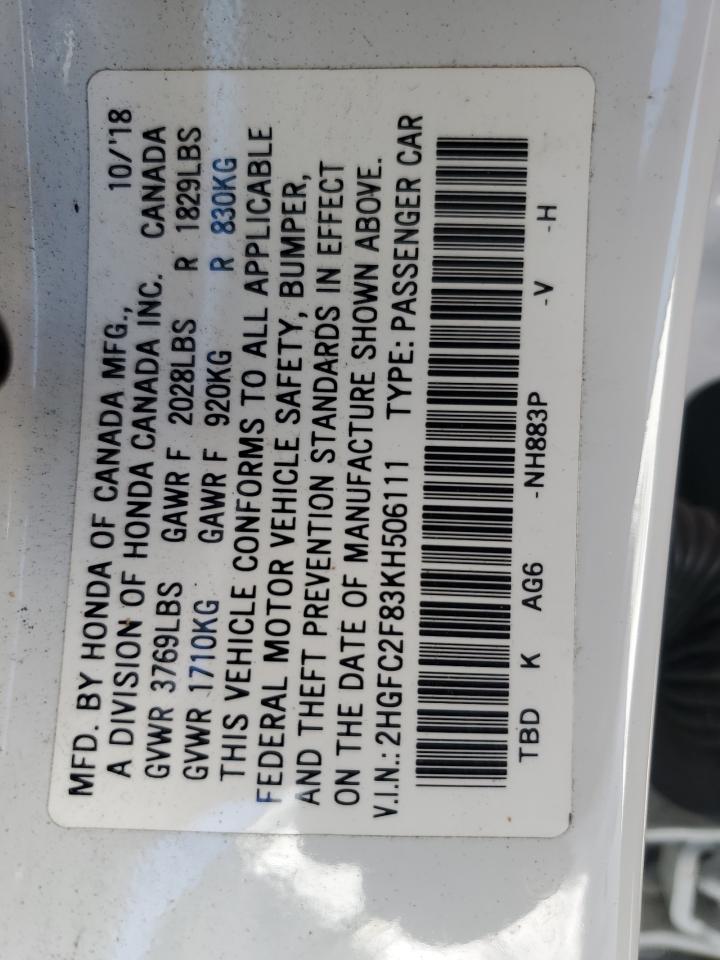 MFD. BY HONDA OF CANADA MFG., 10/'18
A DIVISION OF HONDA CANADA INC. CANADA
GVWR 3769LBS GAWR F 2028LBS R 1829LBS
GVWR 1710KG GAWR F 920KG R 830KG
THIS VEHICLE CONFORMS TO ALL APPLICABLE
FEDERAL MOTOR VEHICLE SAFETY, BUMPER,
AND THEFT PREVENTION STANDARDS IN EFFECT
ON THE DATE OF MANUFACTURE SHOWN ABOVE.
V.I.N.: 2HGFC2F83KH506111 TYPE: PASSENGER CAR
TBD K AG6 -NH883P -V -H